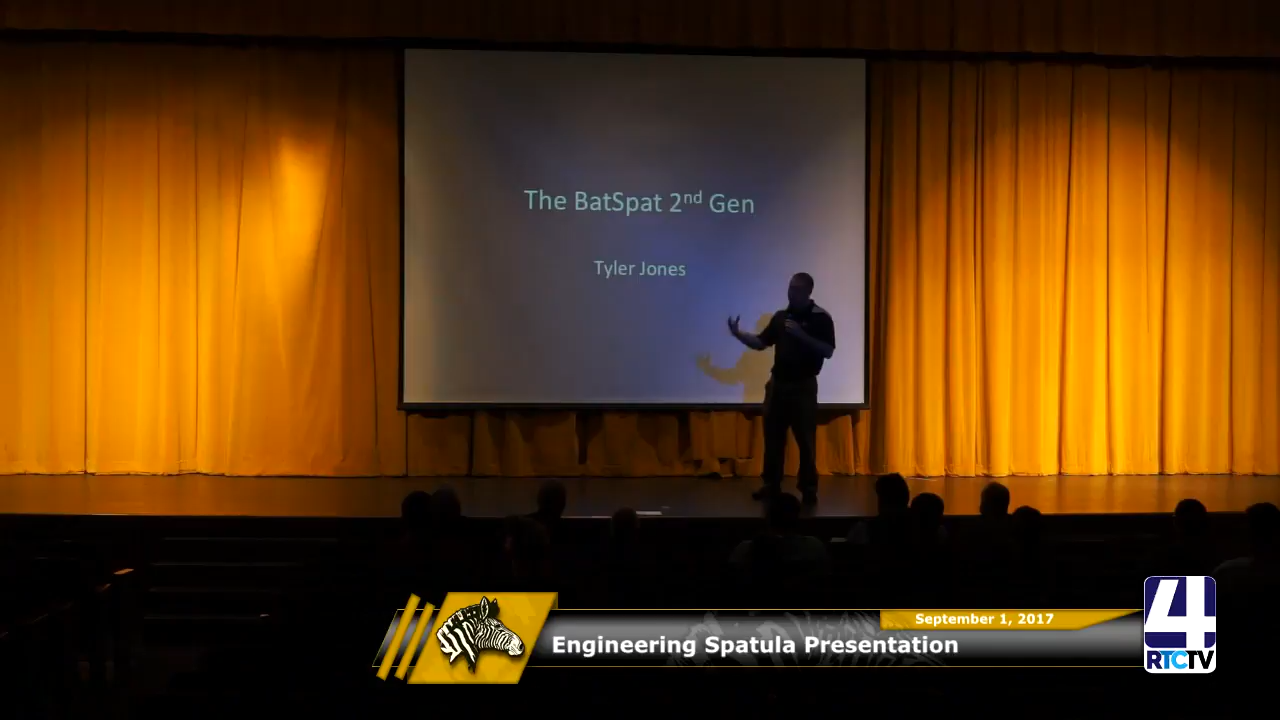 The BatSpat 2nd Gen
Tyler Jones
September 1, 2017
Engineering Spatula Presentation
4
RTCTV